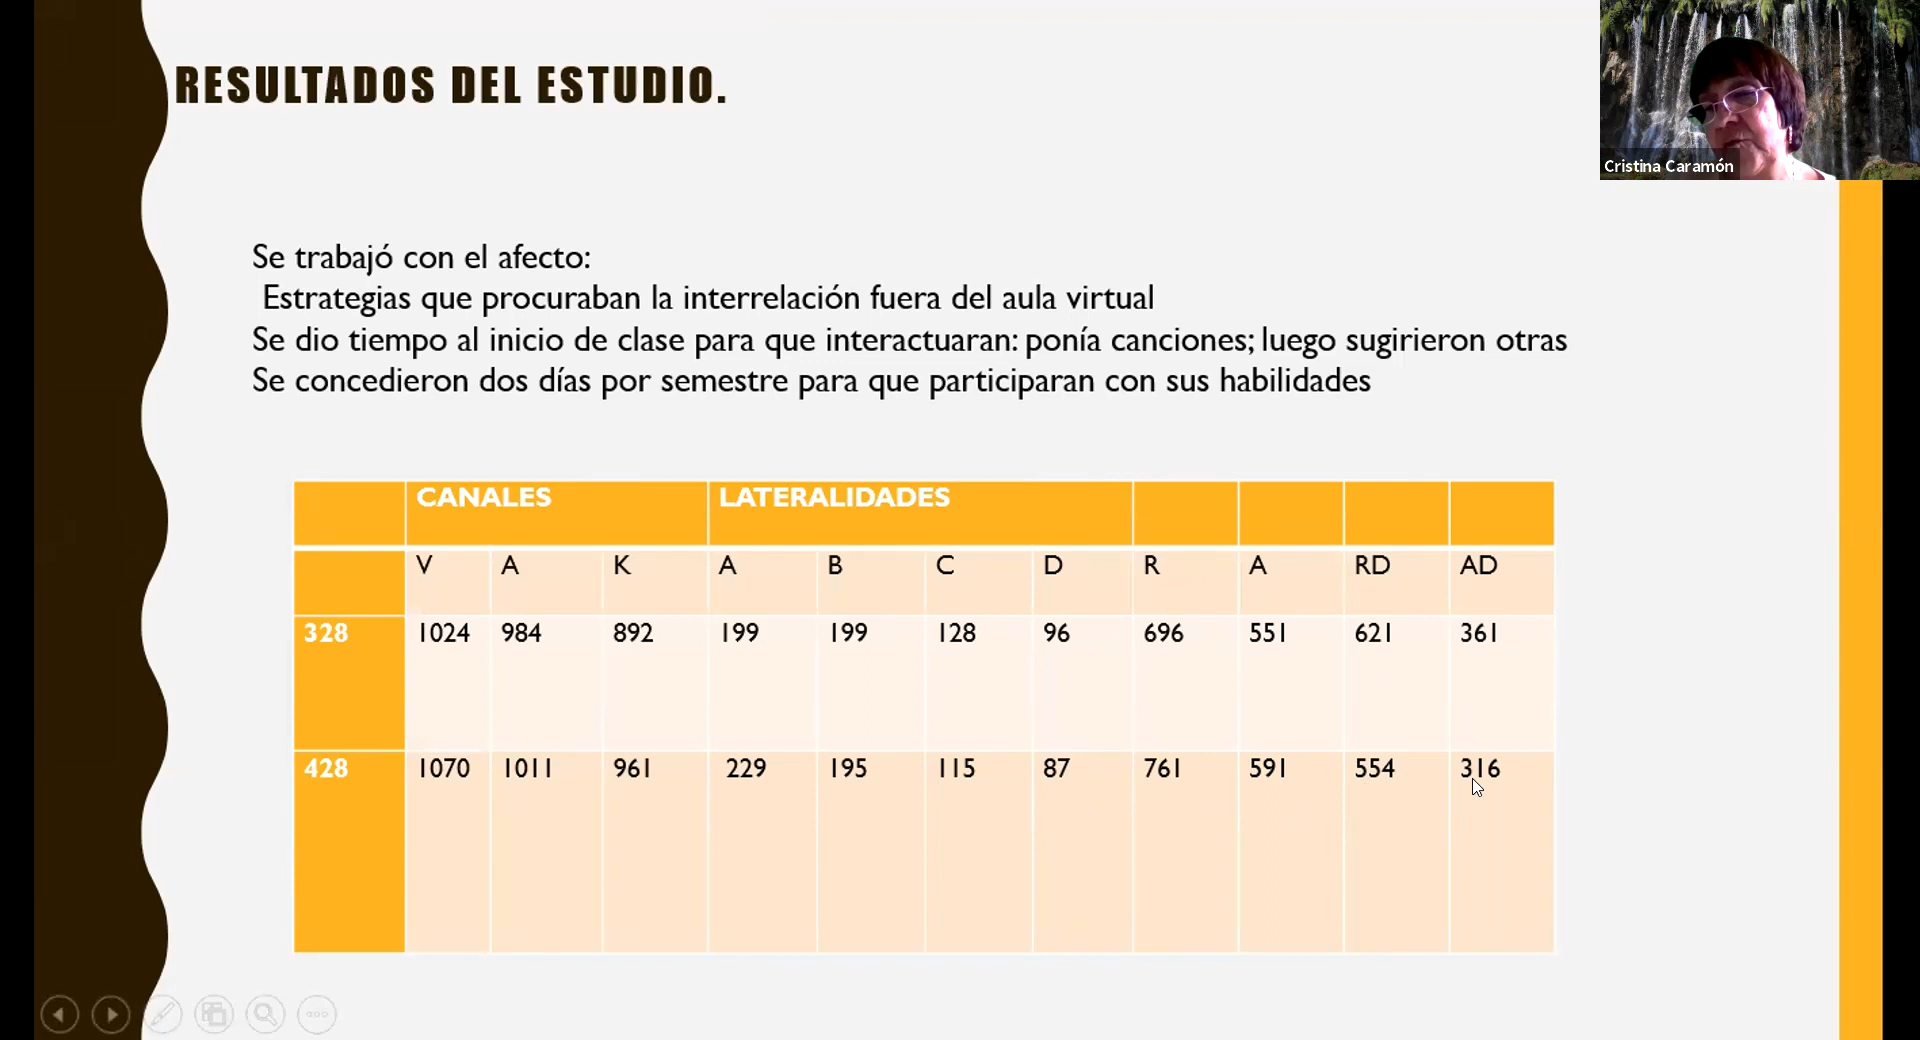 RESULTADOS DEL ESTUDIO.
Cristina Caramón
Se trabajó con el afecto:
Estrategias que procuraban la interrelación fuera del aula virtual
Se dio tiempo al inicio de clase para que interactuaran: ponía canciones; luego sugirieron otras
Se concedieron dos días por semestre para que participaran con sus habilidades
CANALES LATERALIDADES
V A K A B C D R A RD AD
328 1024 984 892 199 199 128 96 696 551 621 361
428 1070 1011 961 229 195 115 87 761 591 554 316